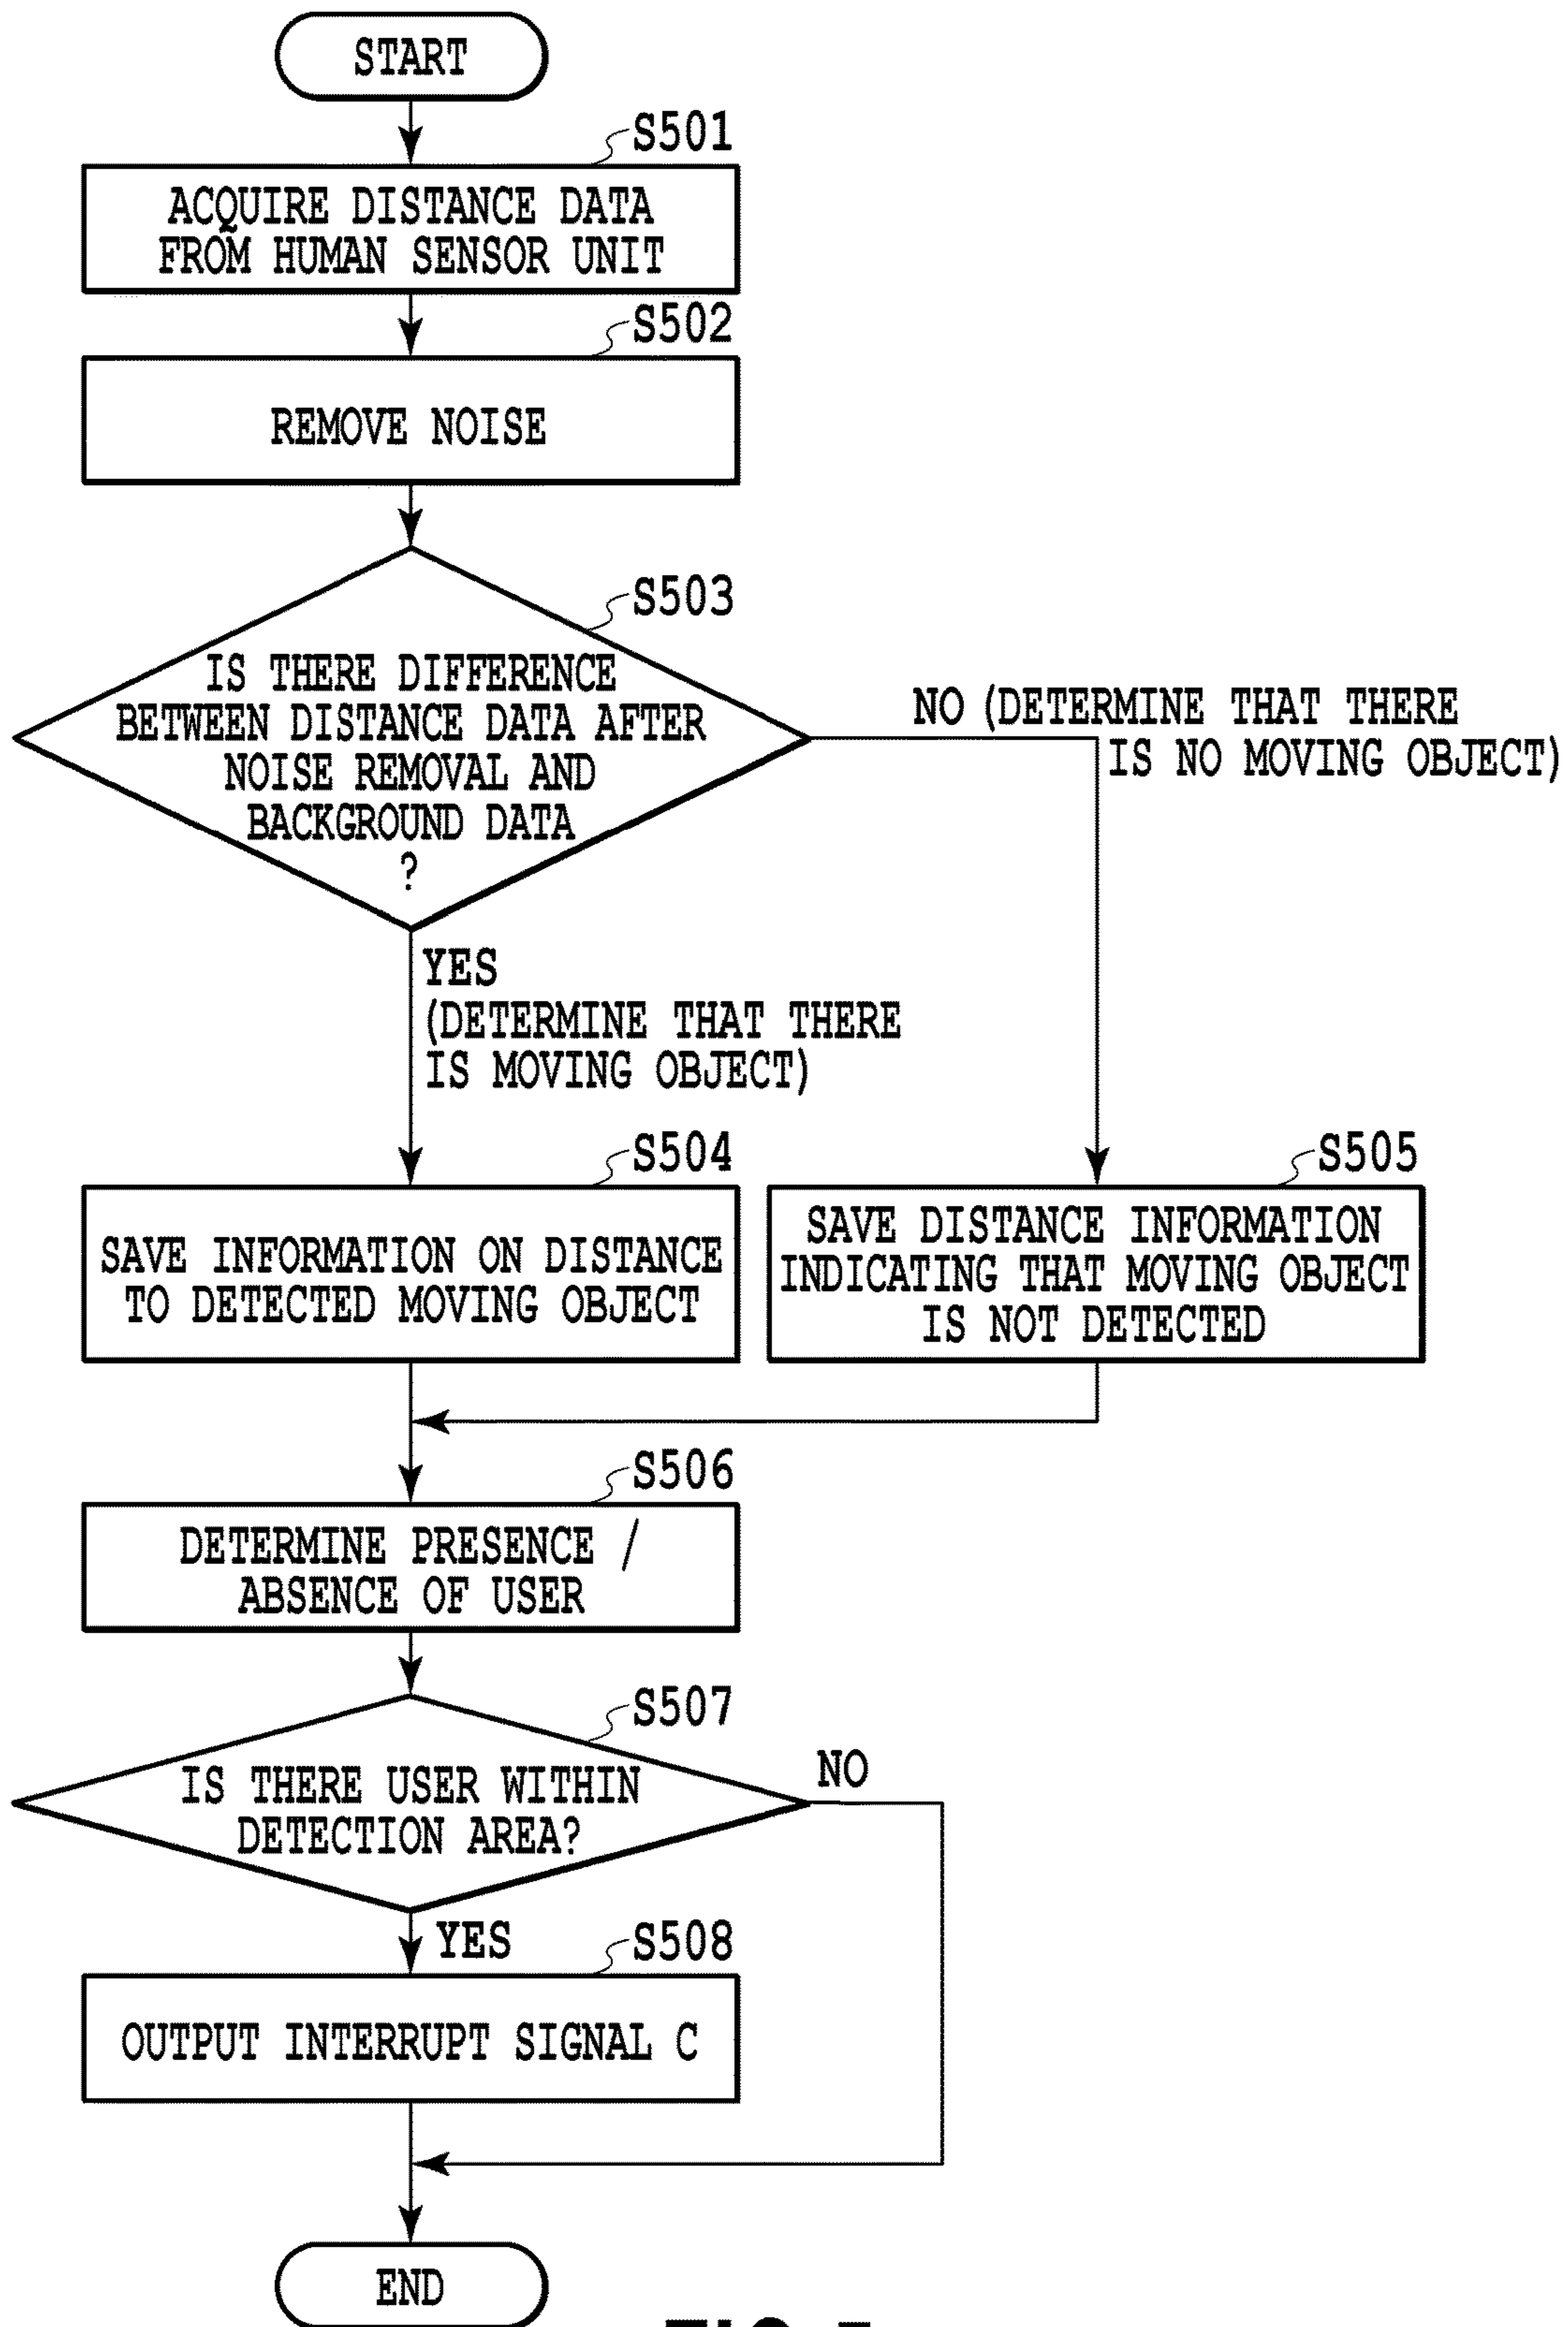 START
S501
ACQUIRE DISTANCE DATA
FROM HUMAN SENSOR UNIT
S502
REMOVE NOISE
S503
IS THERE DIFFERENCE
BETWEEN DISTANCE DATA AFTER
NOISE REMOVAL AND
BACKGROUND DATA
?
NO (DETERMINE THAT THERE
IS NO MOVING OBJECT)
YES
(DETERMINE THAT THERE
IS MOVING OBJECT)
S504
SAVE INFORMATION ON DISTANCE
TO DETECTED MOVING OBJECT
S505
SAVE DISTANCE INFORMATION
INDICATING THAT MOVING OBJECT
IS NOT DETECTED
S506
DETERMINE PRESENCE /
ABSENCE OF USER
S507
IS THERE USER WITHIN
DETECTION AREA?
NO
YES
S508
OUTPUT INTERRUPT SIGNAL C
END